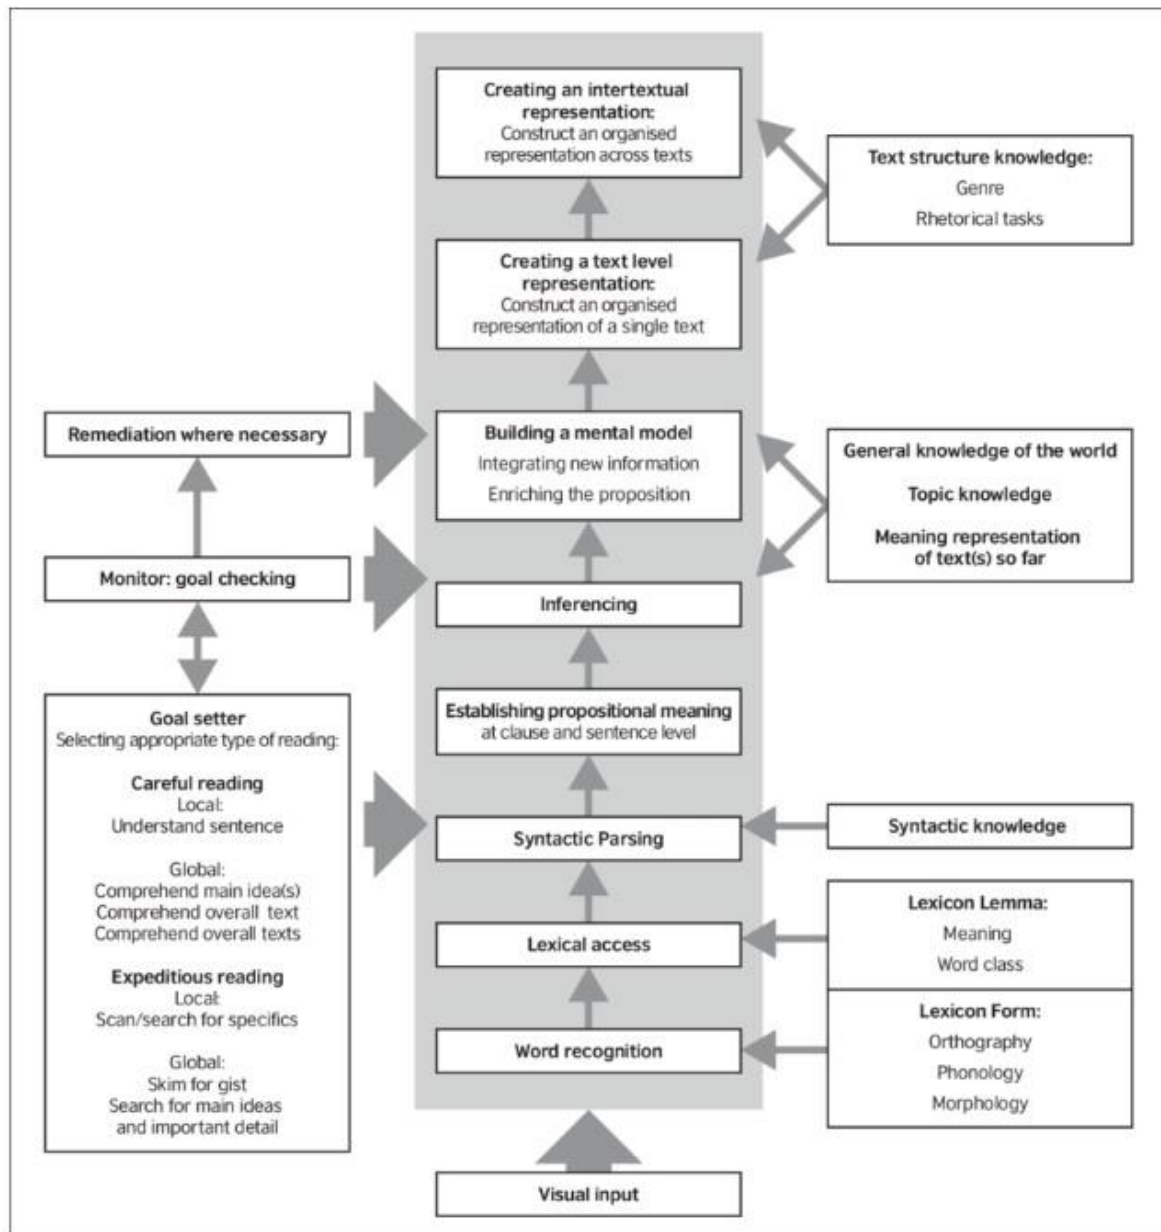 Remediation where necessary
Monitor: goal checking
Goal setter
Selecting appropriate type of reading:
Careful reading
Local:
Understand sentence
Global:
Comprehend main idea(s)
Comprehend overall text
Comprehend overall texts
Expeditious reading
Local:
Scan/search for specifics
Global:
Skim for gist
Search for main ideas
and important detail
Creating an intertextual
representation:
Construct an organised
representation across texts
Creating a text level
representation:
Construct an organised
representation of a single text
Building a mental model
Integrating new information
Enriching the proposition
Inferencing
Establishing propositional meaning
at clause and sentence level
Syntactic Parsing
Lexical access
Word recognition
Visual input
Text structure knowledge:
Genre
Rhetorical tasks
General knowledge of the world
Topic knowledge
Meaning representation
of text(s) so far
Syntactic knowledge
Lexicon Lemma:
Meaning
Word class
Lexicon Form:
Orthography
Phonology
Morphology